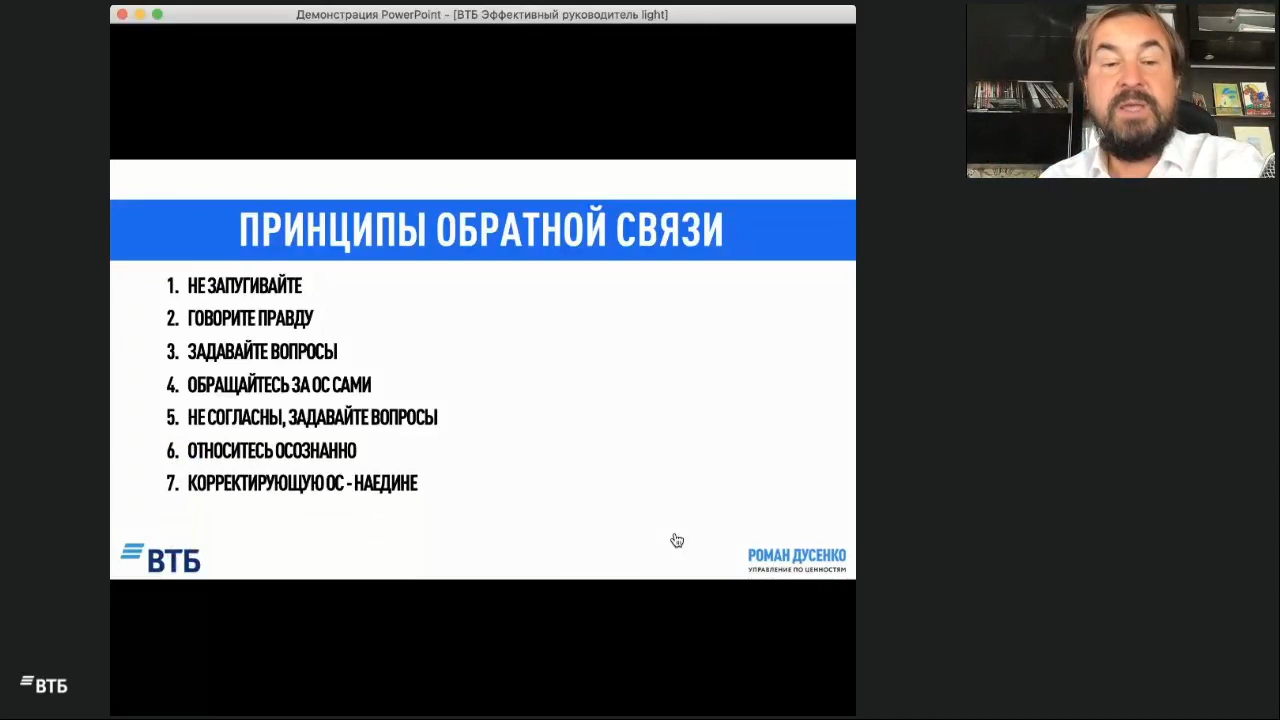 Демонстрация PowerPoint - [ВТБ Эффективный руководитель light]
ПРИНЦИПЫ ОБРАТНОЙ СВЯЗИ
1. НЕ ЗАПУГИВАЙТЕ
2. ГОВОРИТЕ ПРАВДУ
3. ЗАДАВАЙТЕ ВОПРОСЫ
4. ОБРАЩАЙТЕСЬ ЗА ОС САМИ
5. НЕ СОГЛАСНЫ, ЗАДАВАЙТЕ ВОПРОСЫ
6. ОТНОСИТЕСЬ ОСОЗНАННО
7. КОРРЕКТИРУЮЩУЮ ОС - НАЕДИНЕ
ВТБ
РОМАН ДУСЕНКО
УПРАВЛЕНИЕ ПО ЦЕННОСТЯМ
ВТБ